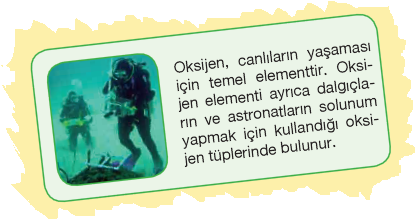 Oksijen, canlıların yaşaması
için temel elementtir. Oksi-
jen elementi ayrıca dalgıçla-
rın ve astronatların solunum
yapmak için kullandığı oksi-
jen tüplerinde bulunur.